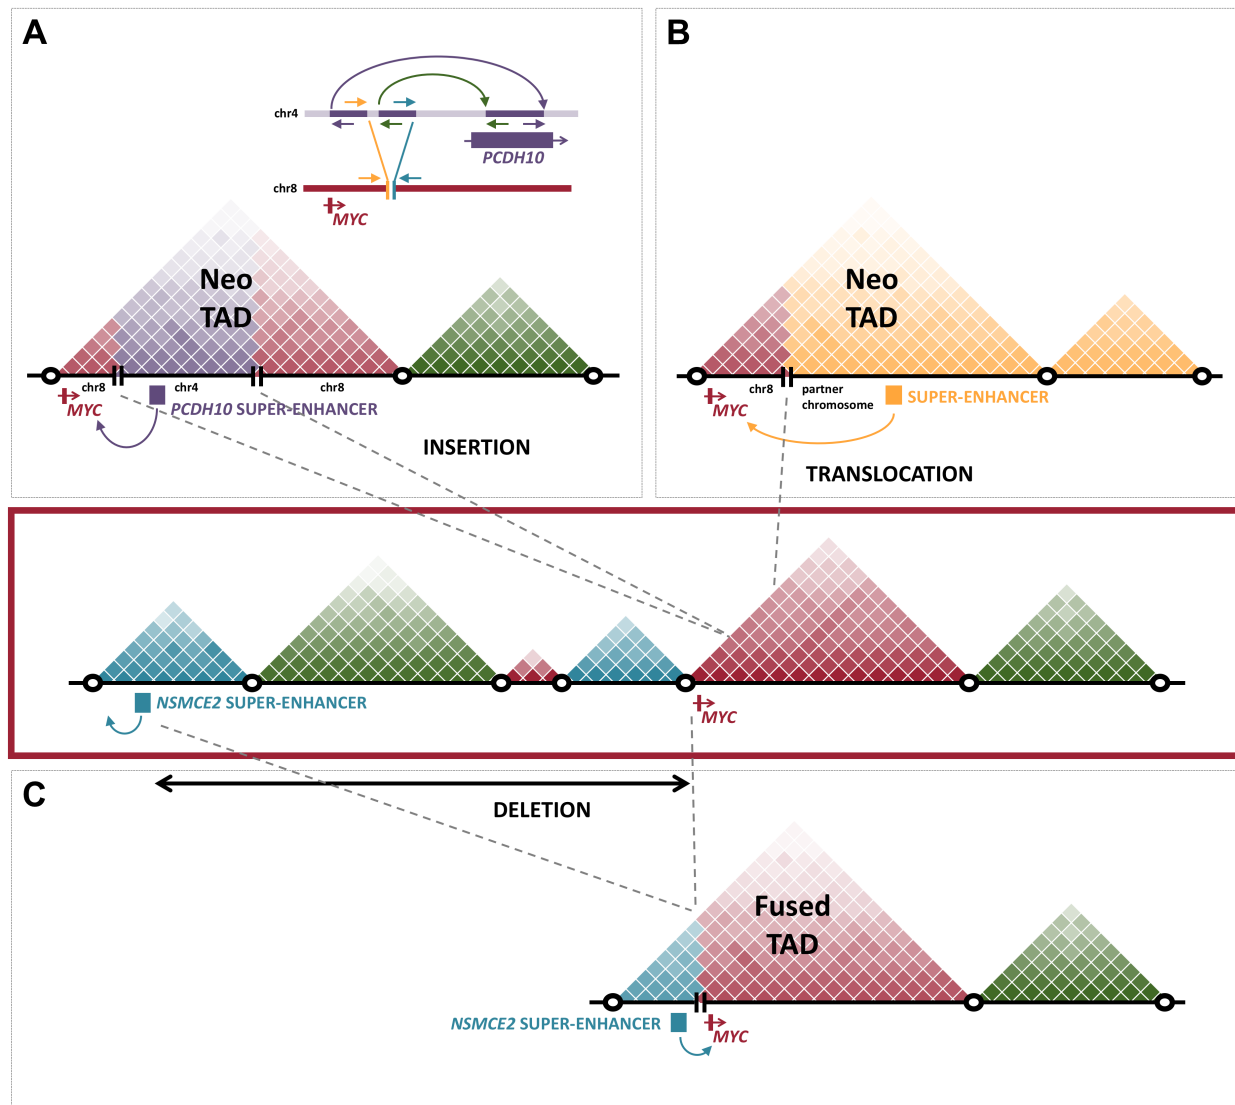 A
chr4
PCDH10
chr8
MYC
Neo
TAD
chr8
chr4
chr8
MYC
PCDH10 SUPER-ENHANCER
INSERTION
B
Neo
TAD
chr8
partner
chromosome
MYC
SUPER-ENHANCER
TRANSLOCATION
NSMCE2 SUPER-ENHANCER
MYC
C
DELETION
Fused
TAD
NSMCE2 SUPER-ENHANCER
MYC